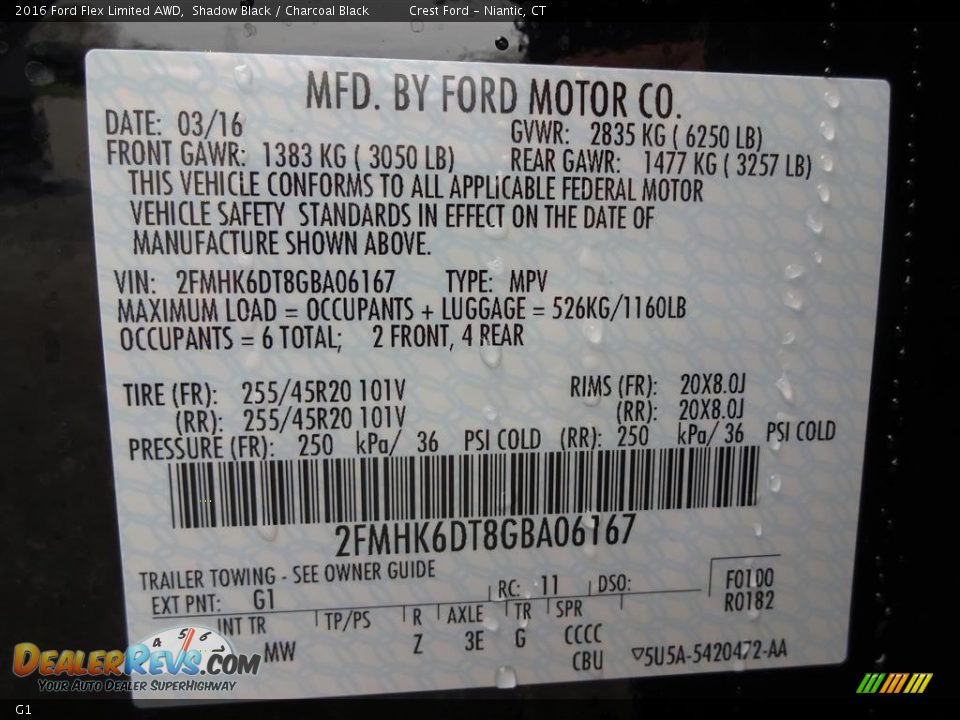 2016 Ford Flex Limited AWD, Shadow Black / Charcoal Black Crest Ford - Niantic, CT
MFD. BY FORD MOTOR CO.
DATE: 03/16 GVWR: 2835 KG ( 6250 LB)
FRONT GAWR: 1383 KG ( 3050 LB) REAR GAWR: 1477 KG ( 3257 LB)
THIS VEHICLE CONFORMS TO ALL APPLICABLE FEDERAL MOTOR
VEHICLE SAFETY STANDARDS IN EFFECT ON THE DATE OF
MANUFACTURE SHOWN ABOVE.
VIN: 2FMHK6DT8GBA06167 TYPE: MPV
MAXIMUM LOAD = OCCUPANTS + LUGGAGE = 526KG/1160LB
OCCUPANTS = 6 TOTAL; 2 FRONT, 4 REAR
TIRE (FR): 255/45R20 101V RIMS (FR): 20X8.0J
(RR): 255/45R20 101V (RR): 20X8.0J
PRESSURE (FR): 250 kPa/ 36 PSI COLD (RR): 250 kPa/ 36 PSI COLD
2FMHK6DT8GBA06167
TRAILER TOWING - SEE OWNER GUIDE
EXT PNT: G1 RC: 11 DSO: F0100
R0182
INT TR TP/PS R AXLE TR SPR
MW Z 3E G CCCC
CBU 5U5A-5420472-AA
4 5 6
DEALERREVS.COM
Your Auto Dealer SuperHighway
G1